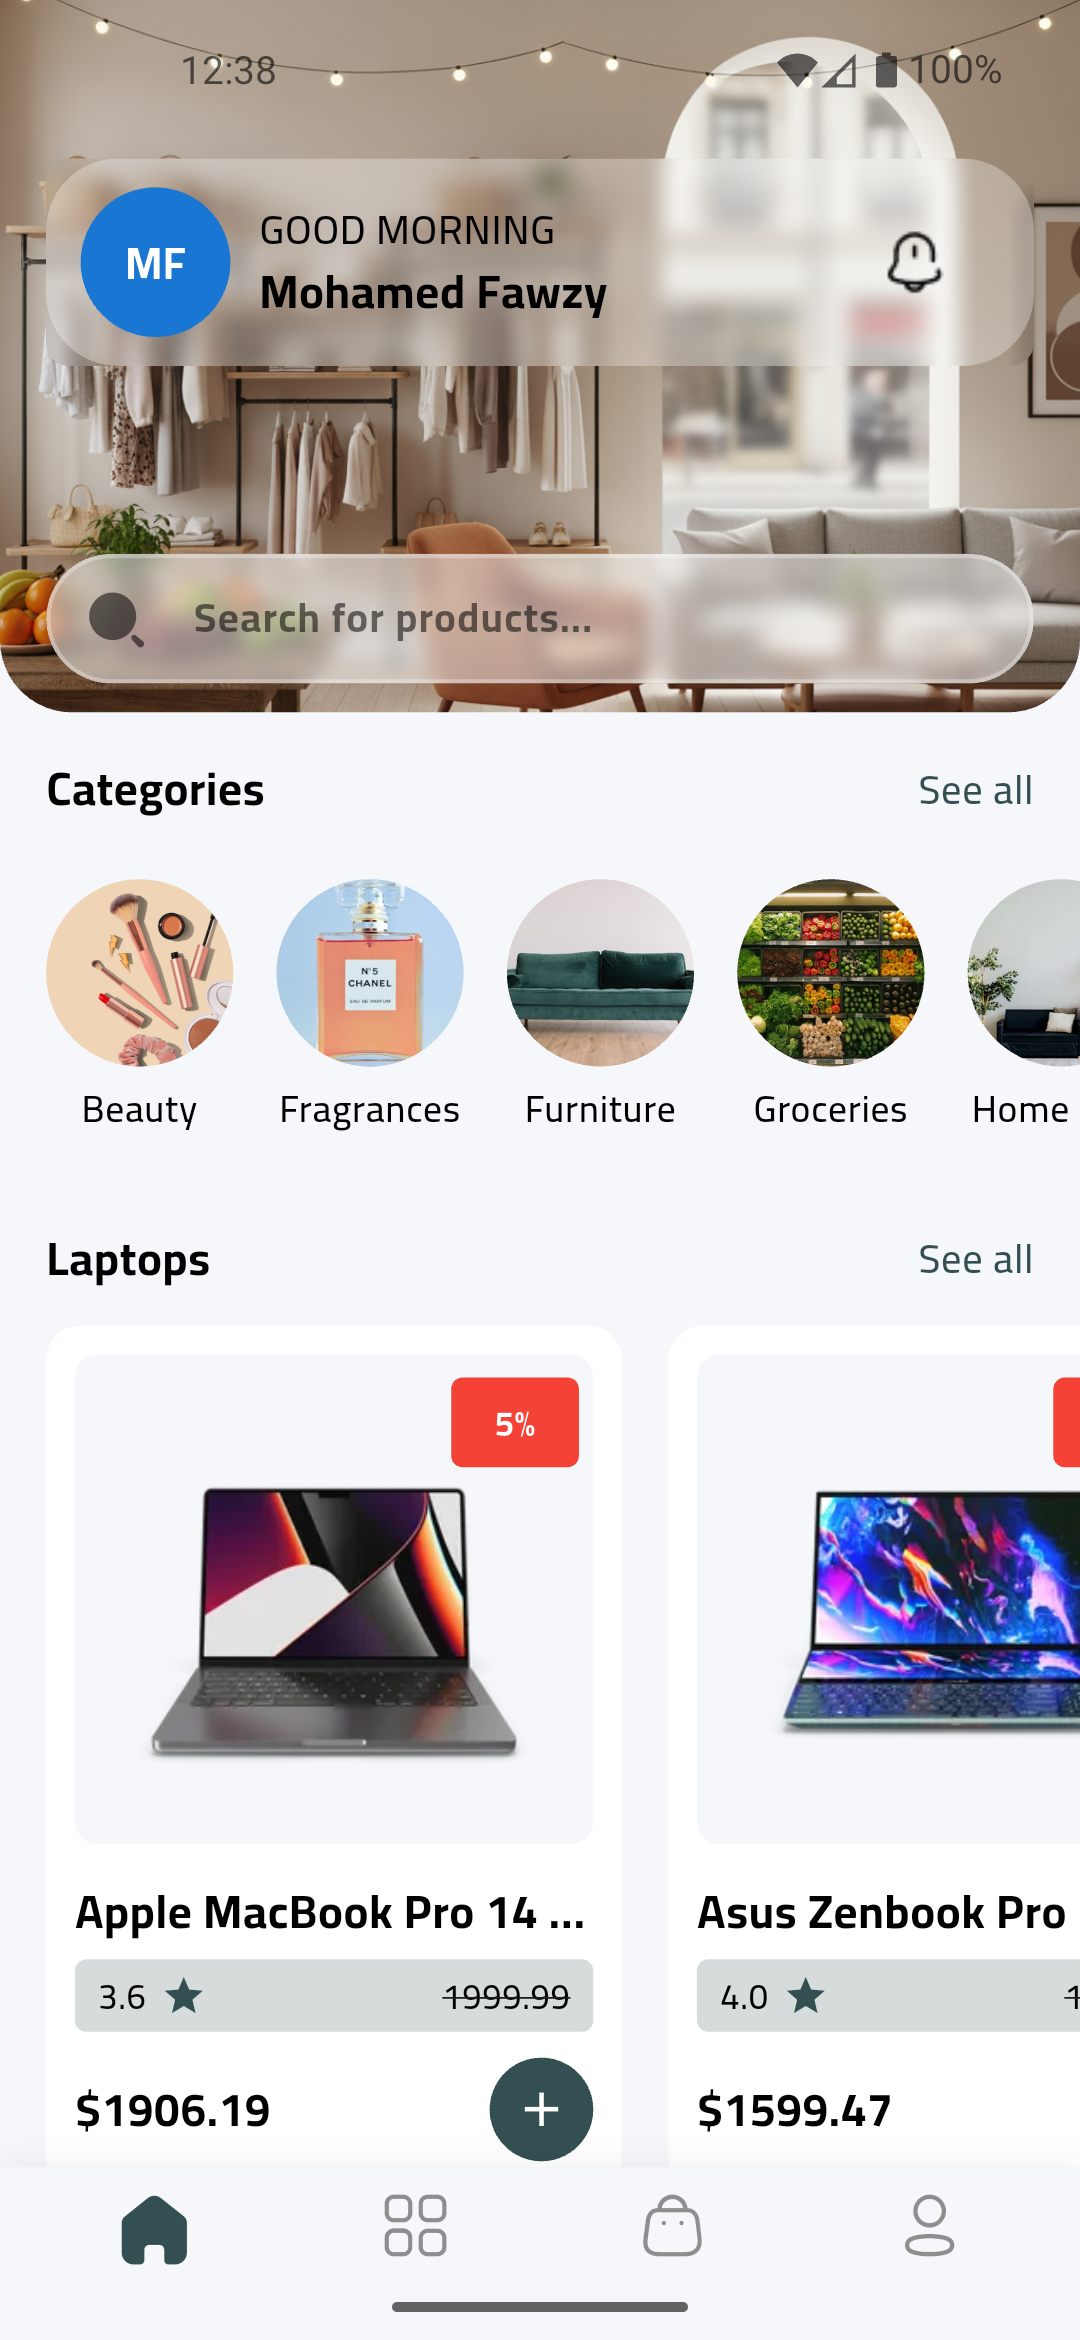 12:38
100%
MF
GOOD MORNING
Mohamed Fawzy
Search for products...
Categories
See all
N°5
CHANEL
EAU DE PARFUM
Beauty
Fragrances
Furniture
Groceries
Home
Laptops
See all
5%
Apple MacBook Pro 14 ...
Asus Zenbook Pro
3.6
1999.99
4.0
1
$1906.19
$1599.47